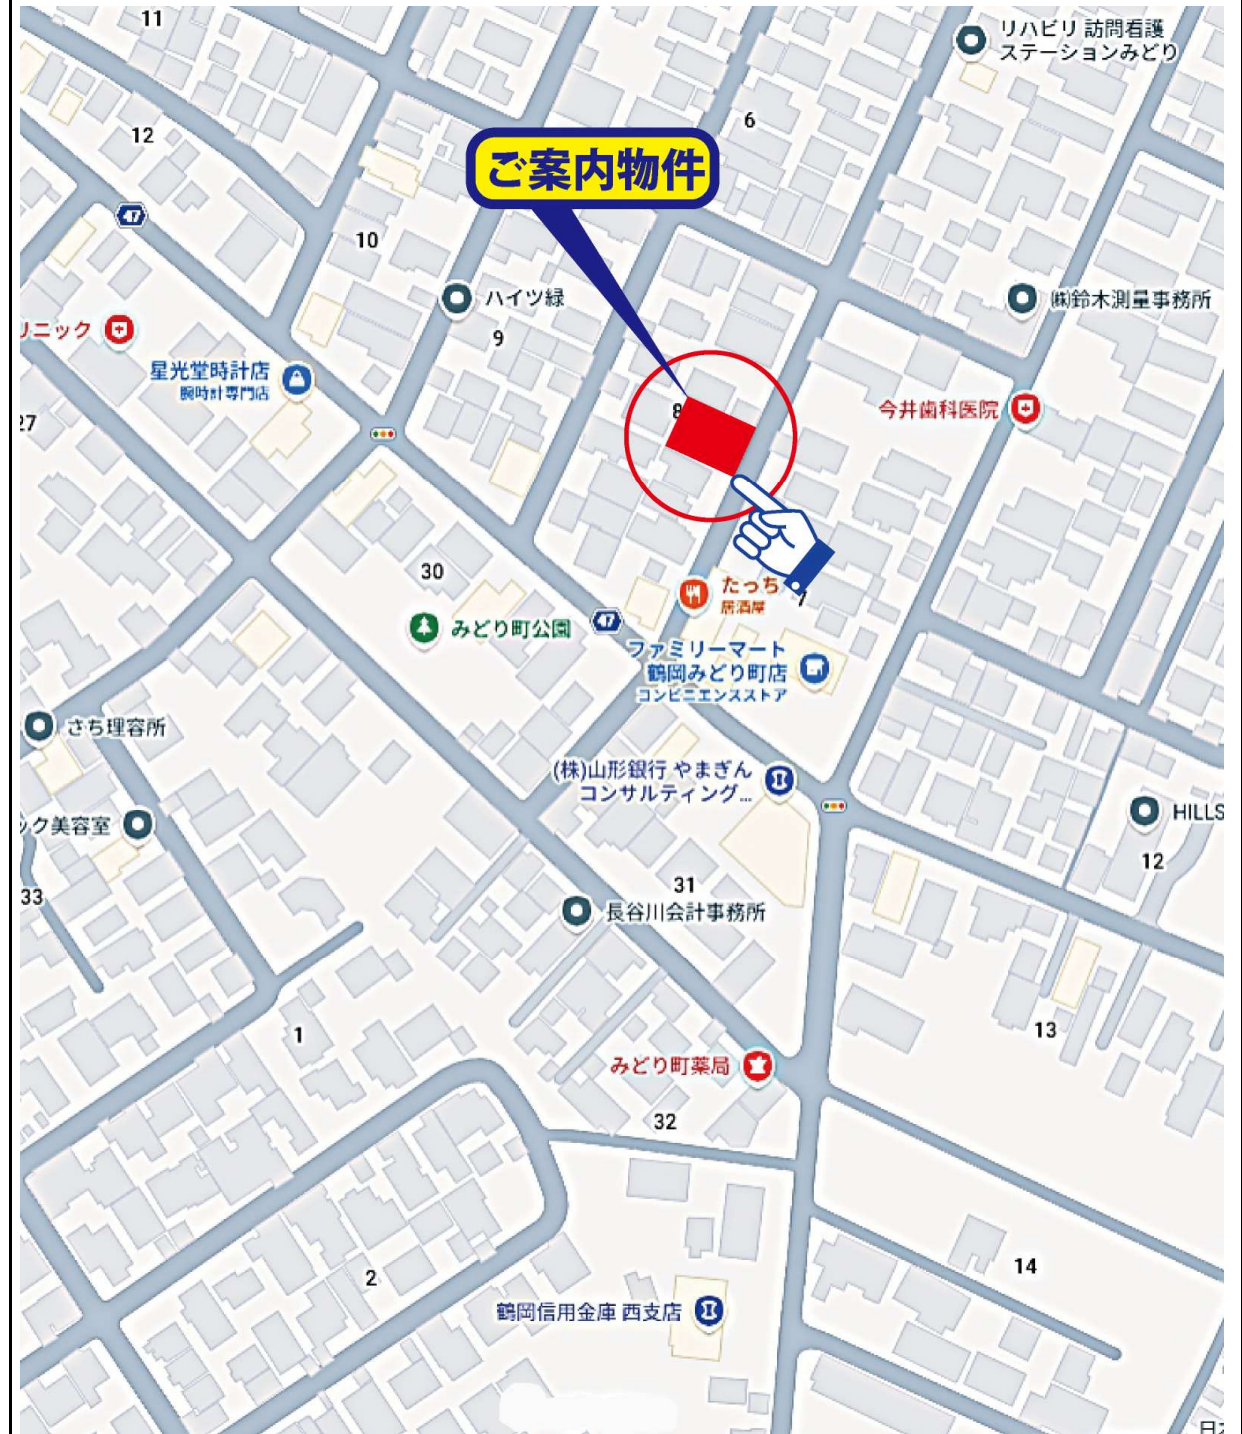 11
リハビリ 訪問看護
ステーションみどり
6
12
ご案内物件
47
10
ハイツ緑
㈱鈴木測量事務所
リニック
9
星光堂時計店
腕時計専門店
今井歯科医院
8
27
30
たっち
居酒屋
7
みどり町公園
47
ファミリーマート
鶴岡みどり町店
コンビニエンスストア
さち理容所
(株)山形銀行 やまぎん
コンサルティング...
ック美容室
HILLS
12
31
33
長谷川会計事務所
1
13
みどり町薬局
32
14
2
鶴岡信用金庫 西支店